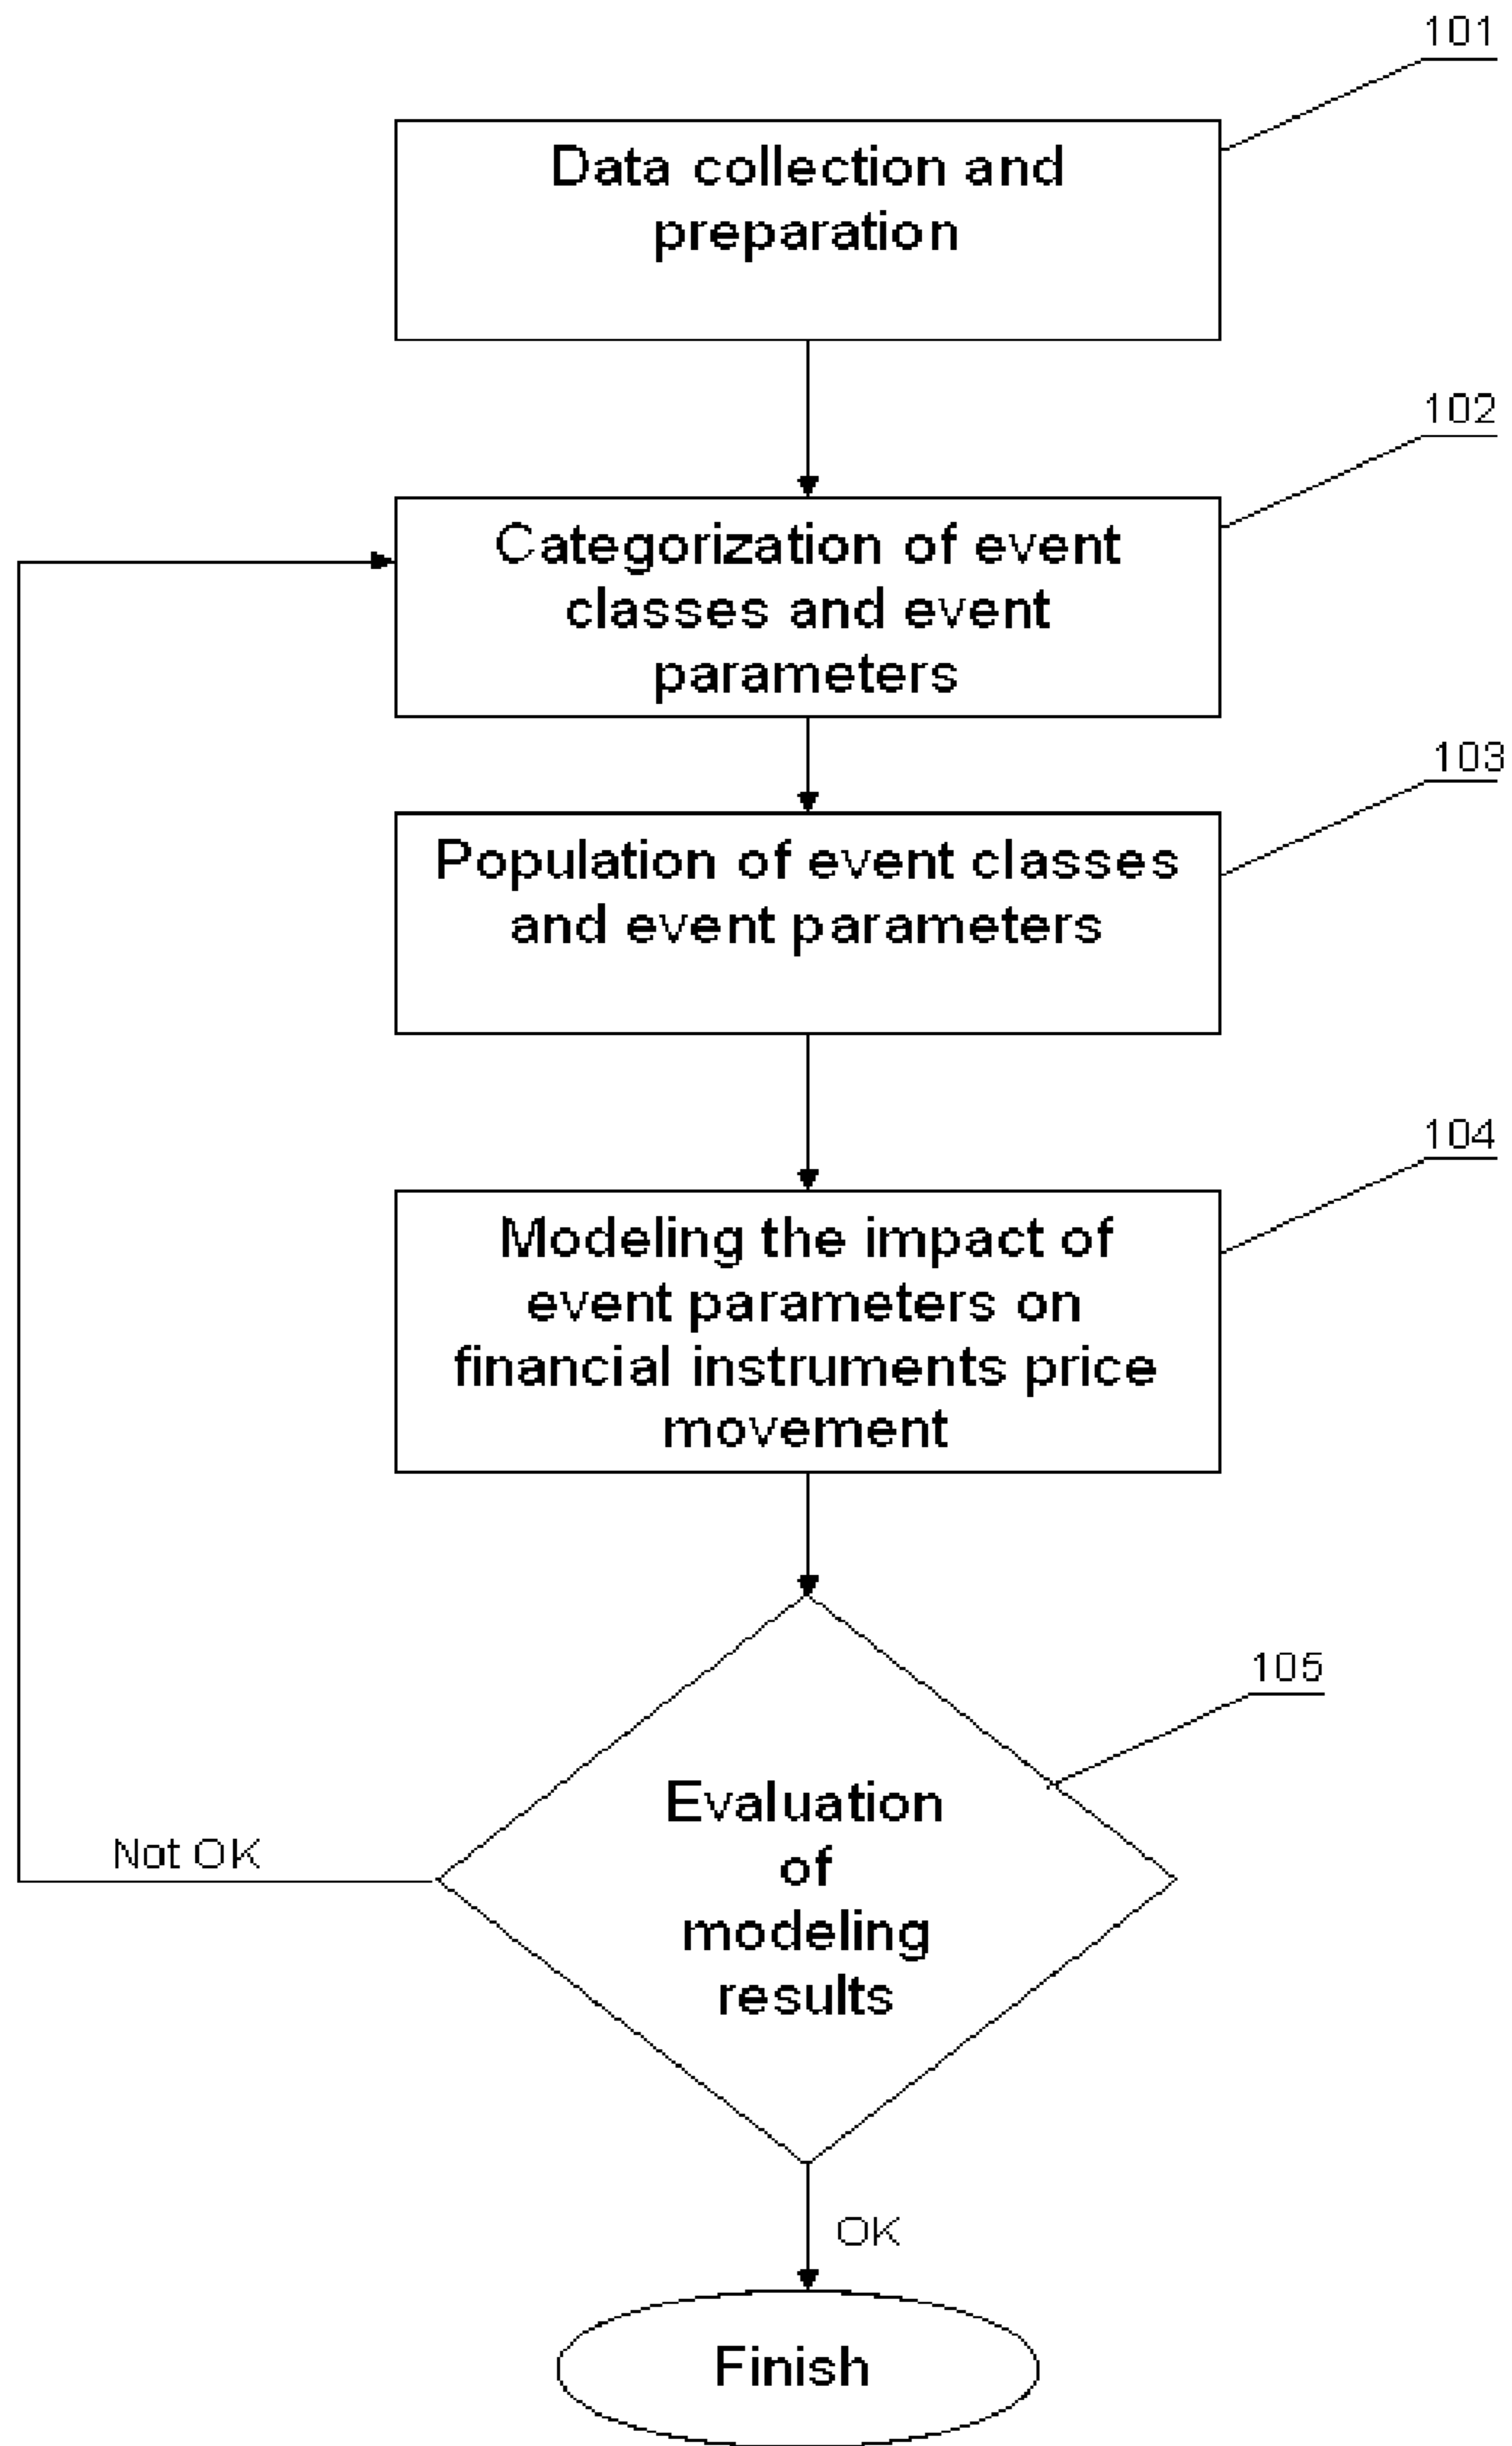 101
Data collection and
preparation
102
Categorization of event
classes and event
parameters
103
Population of event classes
and event parameters
104
Modeling the impact of
event parameters on
financial instruments price
movement
105
Evaluation
of
modeling
results
Not OK
OK
Finish